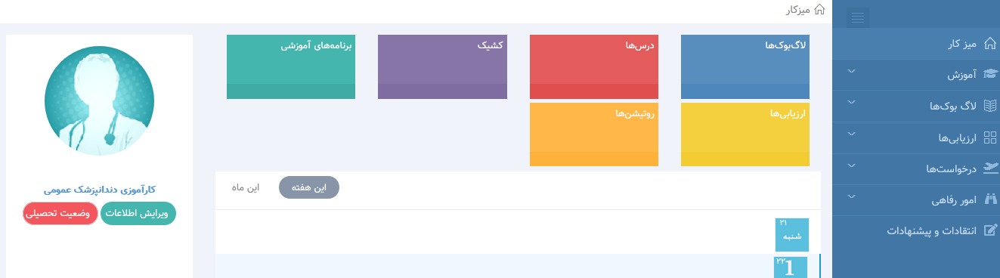 میزکار
میز کار
آموزش
لاگ بوک‌ها
ارزیابی‌ها
درخواست‌ها
امور رفاهی
انتقادات و پیشنهادات
لاگ‌بوک‌ها
درس‌ها
کشیک
برنامه‌های آموزشی
ارزیابی‌ها
روتیشن‌ها
این هفته
این ماه
۲۱
شنبه
۲۲
1
کارآموزی دندانپزشک عمومی
ویرایش اطلاعات
وضعیت تحصیلی